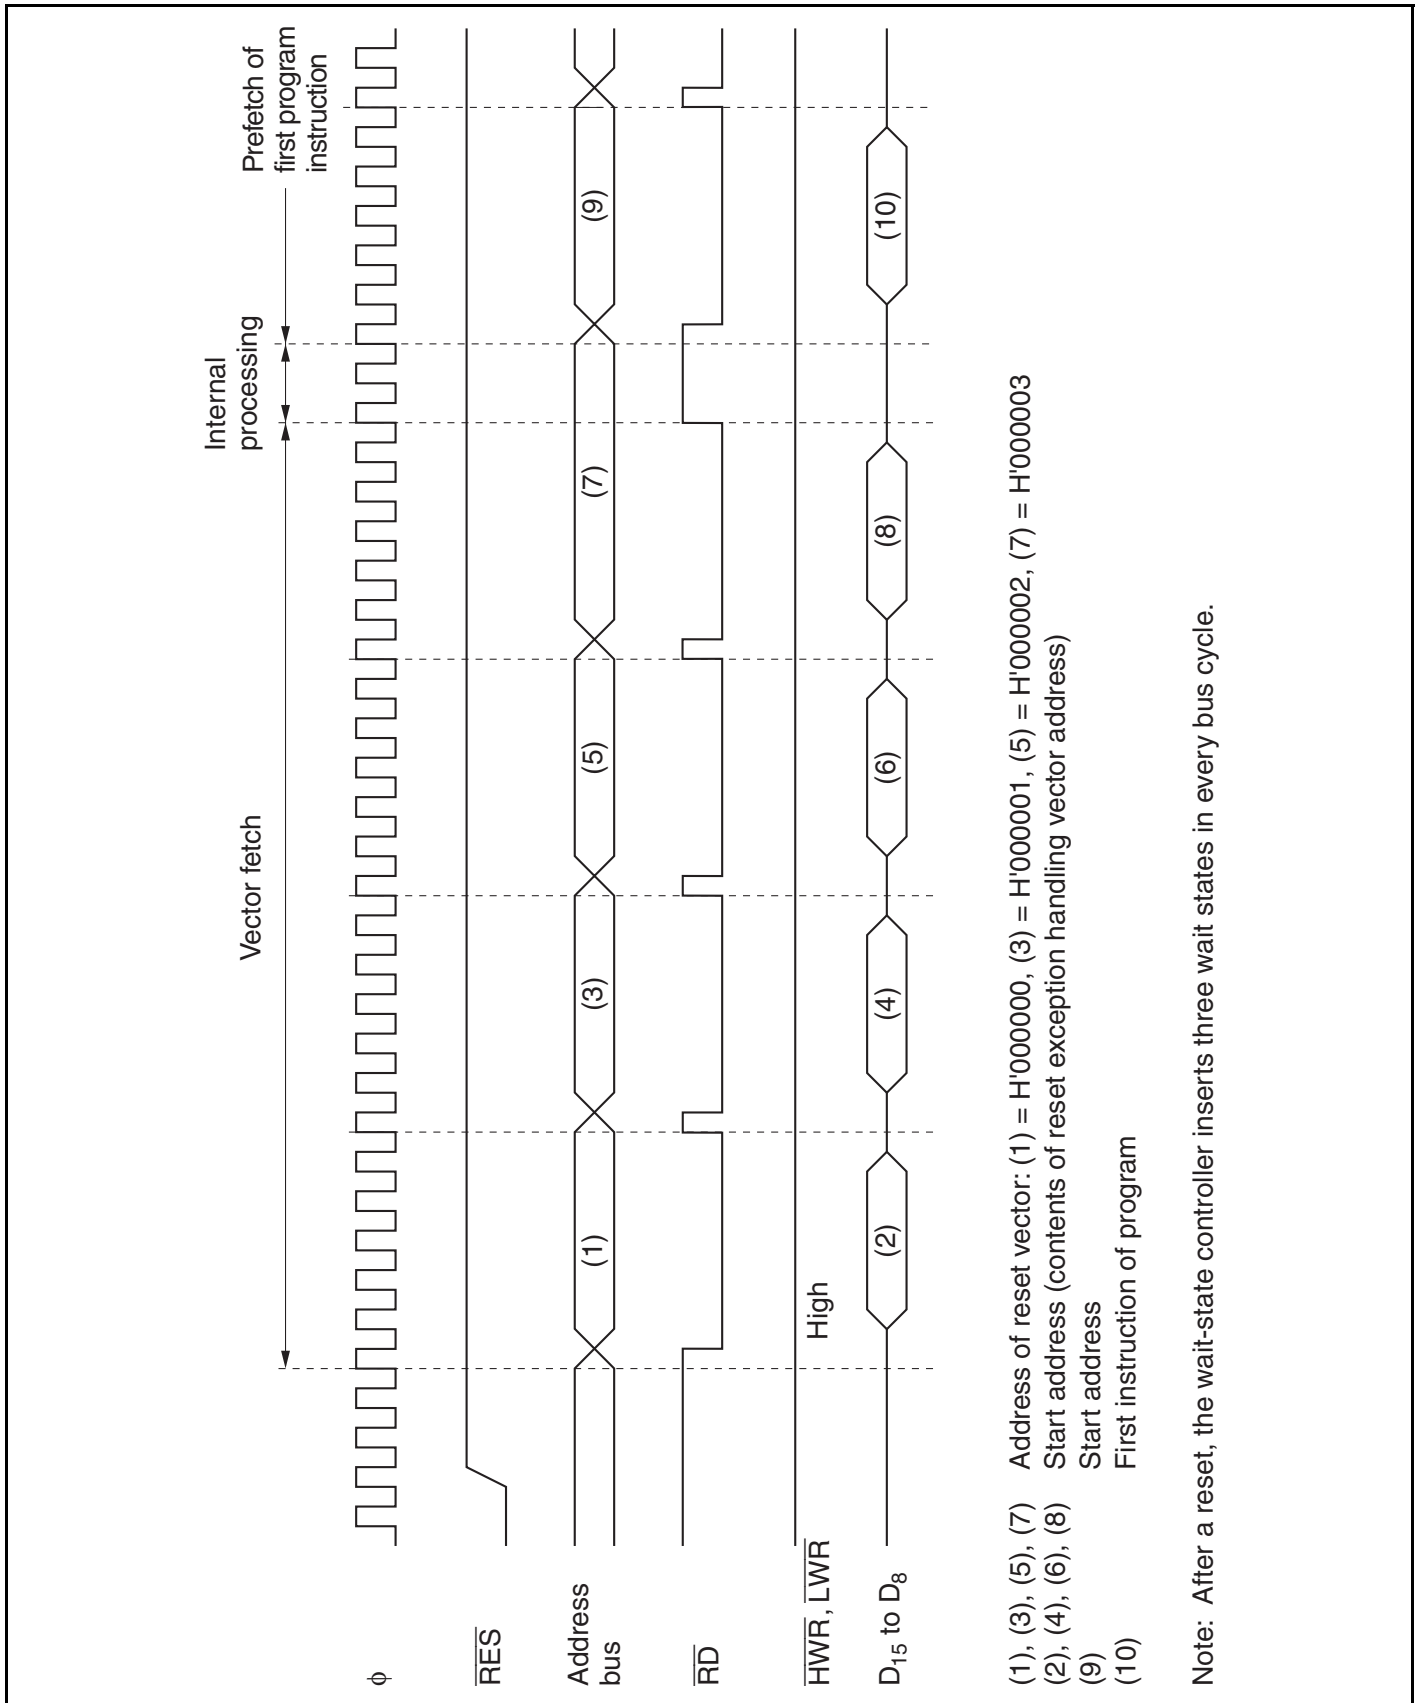 Vector fetch
Internal
processing
Prefetch of
first program
instruction
φ
RES
Address
bus
(1)
(3)
(5)
(7)
(9)
RD
HWR, LWR
High
D15 to D8
(2)
(4)
(6)
(8)
(10)
(1), (3), (5), (7) Address of reset vector: (1) = H'000000, (3) = H'000001, (5) = H'000002, (7) = H'000003
(2), (4), (6), (8) Start address (contents of reset exception handling vector address)
(9) Start address
(10) First instruction of program
Note: After a reset, the wait-state controller inserts three wait states in every bus cycle.